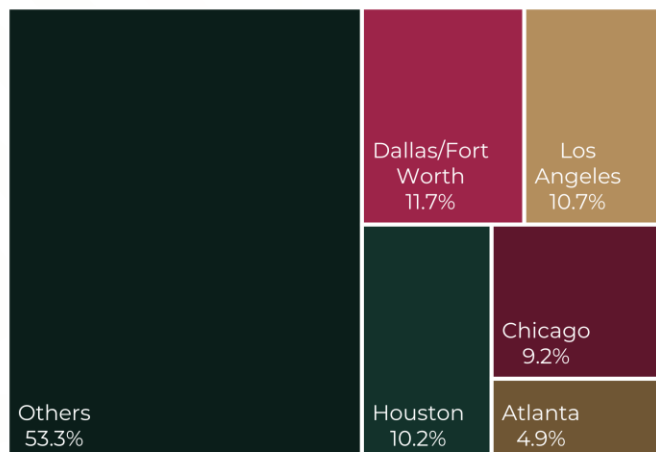 Dallas/Fort
Worth
11.7%
Los
Angeles
10.7%
Others
53.3%
Houston
10.2%
Chicago
9.2%
Atlanta
4.9%